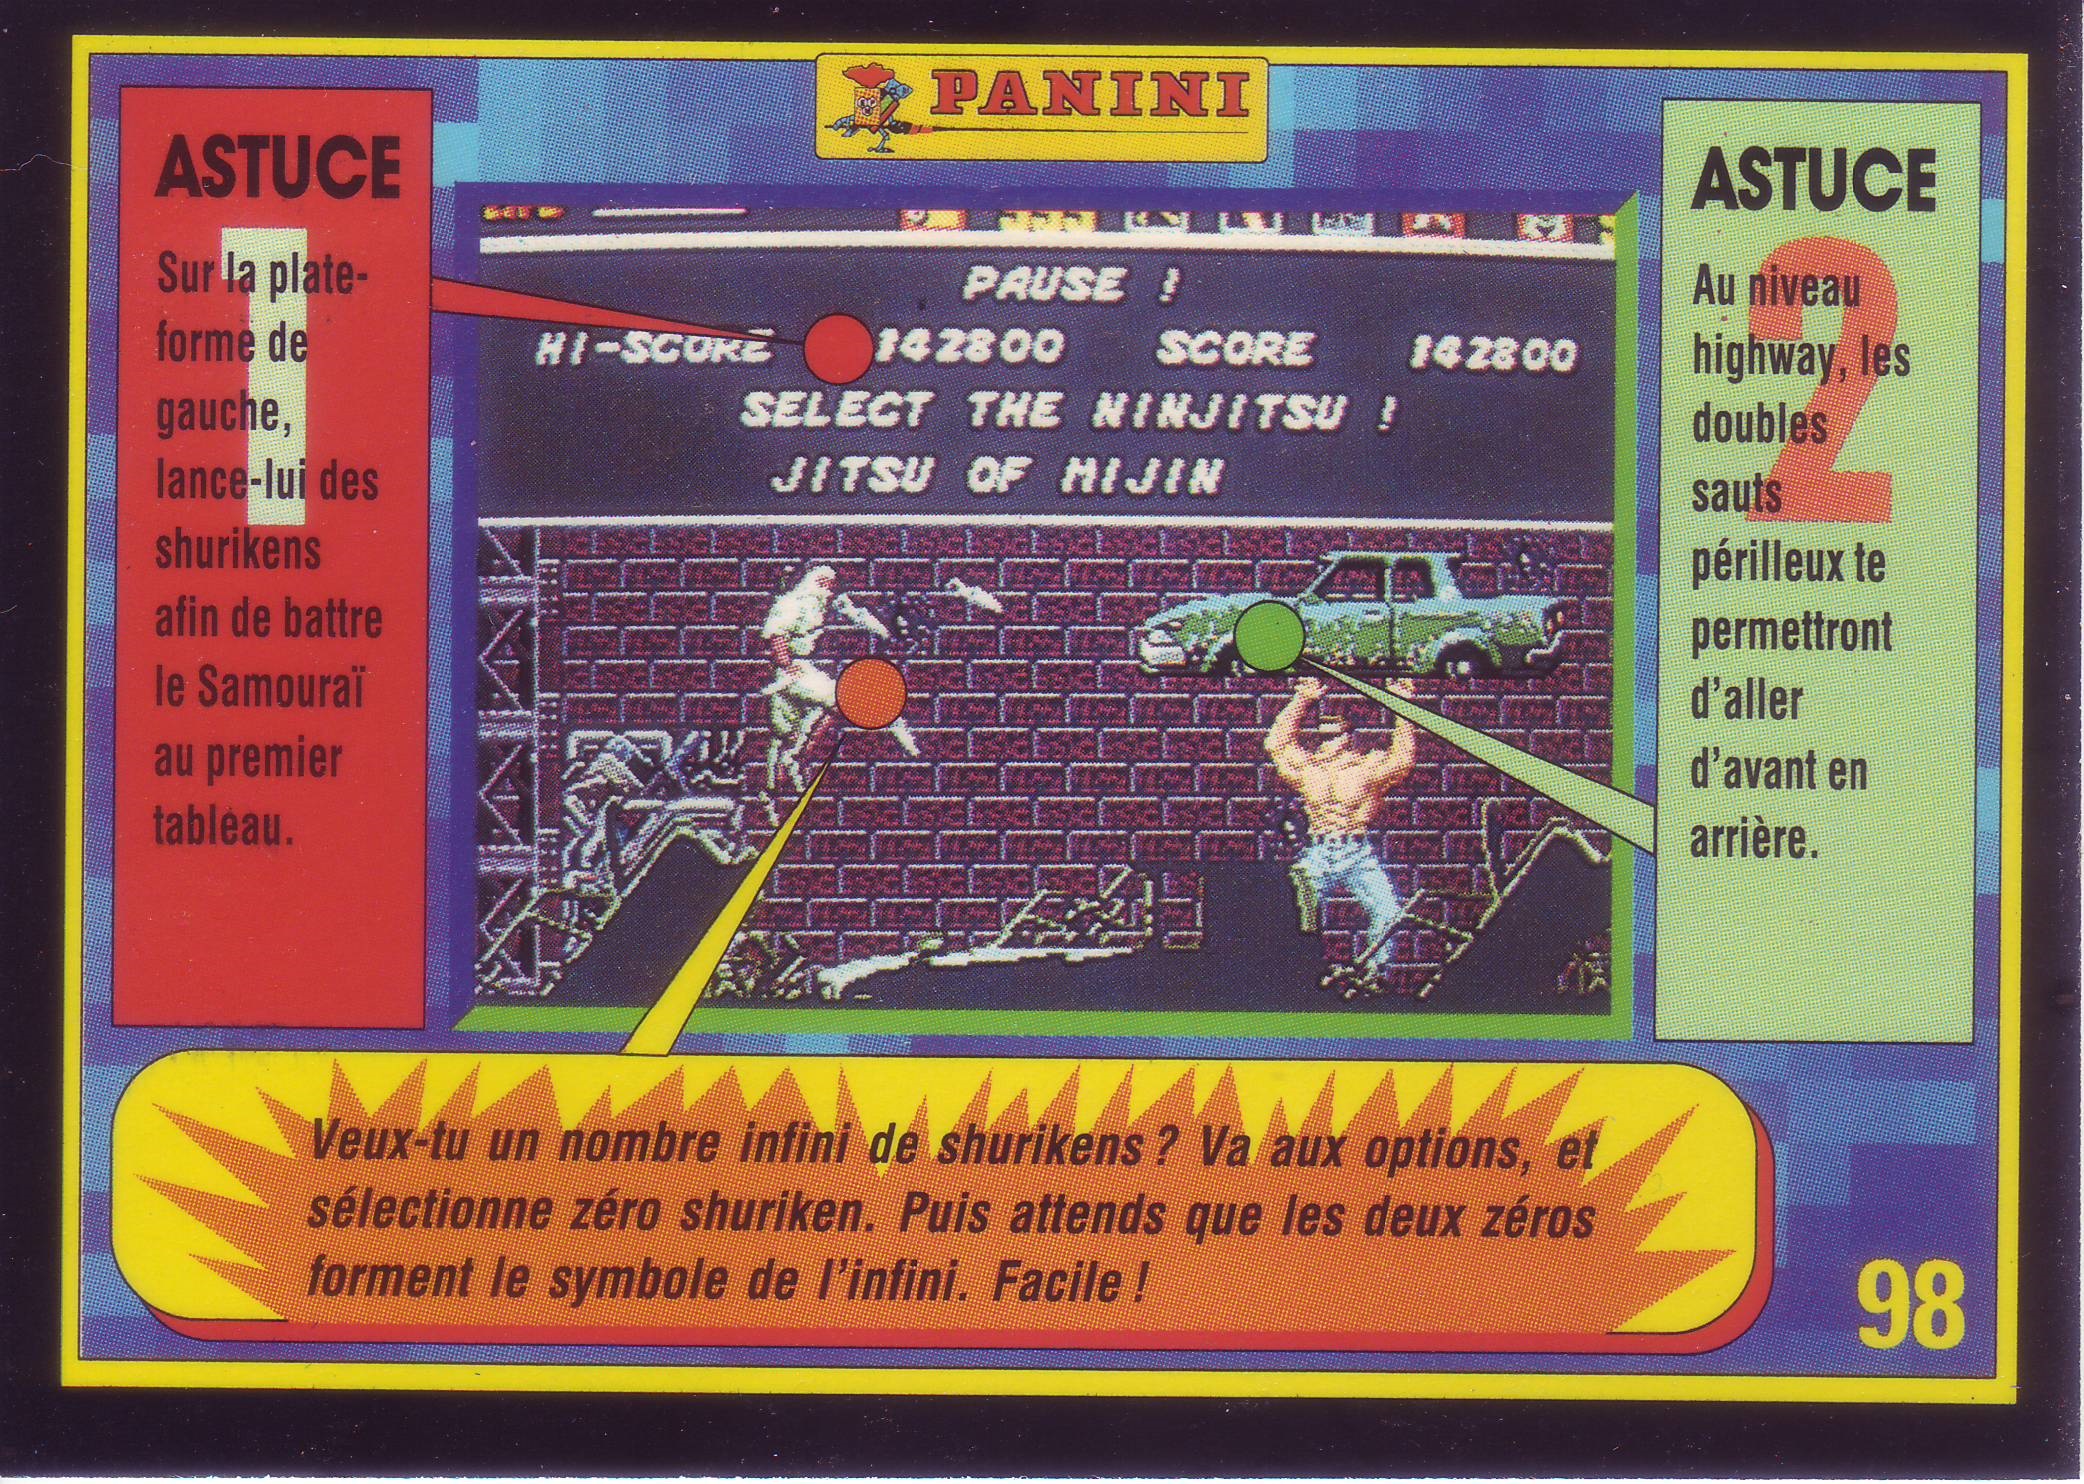 PANINI
ASTUCE
1
Sur la plate-
forme de
gauche,
lance-lui des
shurikens
afin de battre
le Samouraï
au premier
tableau.
PAUSE !
HI-SCORE 142800 SCORE 142800
SELECT THE NINJITSU !
JITSU OF MIJIN
ASTUCE
2
Au niveau
highway, les
doubles
sauts
périlleux te
permettront
d'aller
d'avant en
arrière.
Veux-tu un nombre infini de shurikens ? Va aux options, et
sélectionne zéro shuriken. Puis attends que les deux zéros
forment le symbole de l'infini. Facile !
98